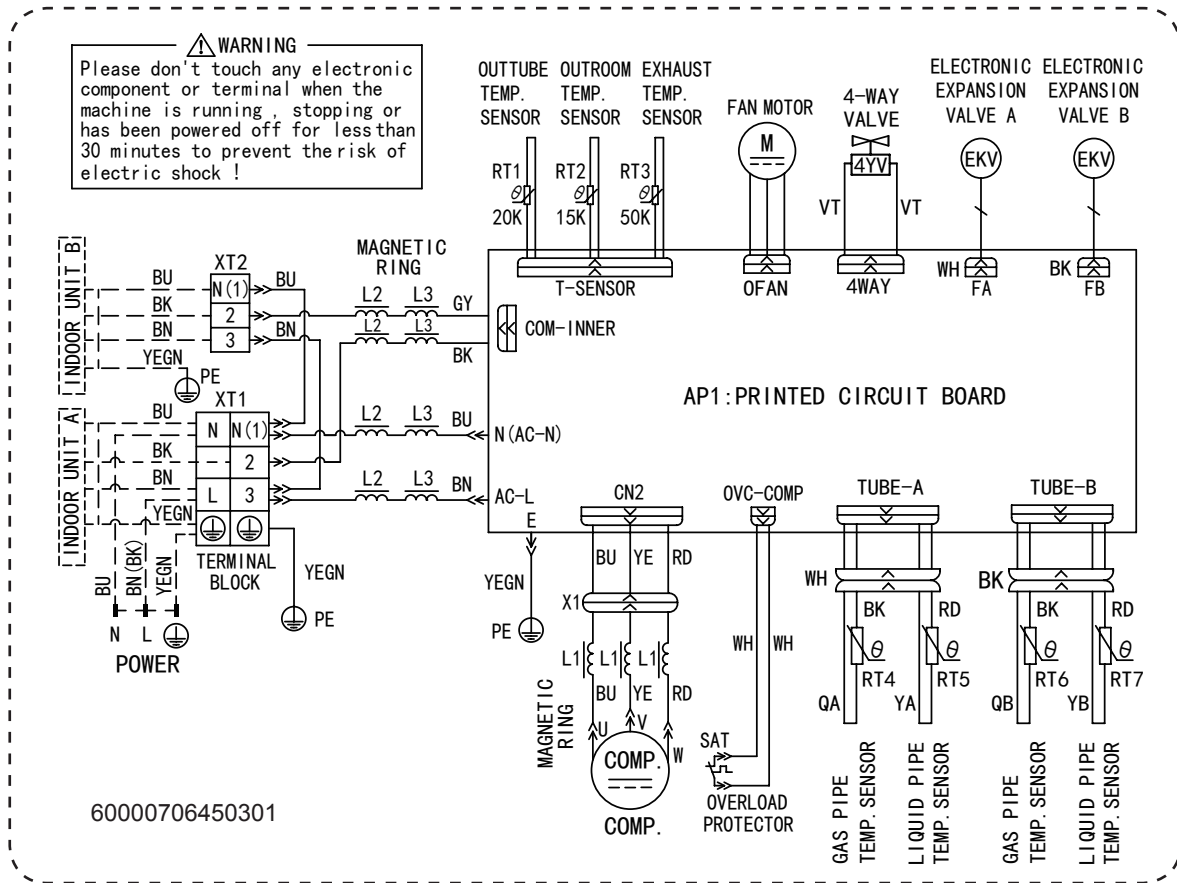 WARNING
Please don't touch any electronic
component or terminal when the
machine is running , stopping or
has been powered off for less than
30 minutes to prevent the risk of
electric shock !
OUTTUBE OUTROOM EXHAUST
TEMP. TEMP. TEMP.
SENSOR SENSOR SENSOR
RT1 RT2 RT3
θ θ θ
20K 15K 50K
T-SENSOR
FAN MOTOR
M
OFAN
4-WAY
VALVE
4YV
VT VT
4WAY
ELECTRONIC ELECTRONIC
EXPANSION EXPANSION
VALVE A VALVE B
EKV EKV
WH BK
FA FB
INDOOR UNIT B
BU
BK
BN
YEGN
PE
XT2
N(1)
2
3
BU
BN
MAGNETIC
RING
L2 L3 GY
L2 L3
BK
COM-INNER
AP1:PRINTED CIRCUIT BOARD
INDOOR UNIT A
BU
BK
BN
YEGN
XT1
N N(1)
2
L 3
TERMINAL
BLOCK
YEGN
PE
L2 L3 BU
N(AC-N)
L2 L3 BN
AC-L
E
YEGN
PE
BU
BN(BK)
YEGN
N L
POWER
CN2
BU YE RD
X1
L1 L1 L1
BU YE RD
MAGNETIC
RING
U V W
COMP.
COMP.
OVC-COMP
WH WH
SAT
OVERLOAD
PROTECTOR
TUBE-A
WH
BK RD
θ θ
RT4 RT5
QA YA
GAS PIPE
TEMP. SENSOR
LIQUID PIPE
TEMP. SENSOR
TUBE-B
BK
BK RD
θ θ
RT6 RT7
QB YB
GAS PIPE
TEMP. SENSOR
LIQUID PIPE
TEMP. SENSOR
60000706450301